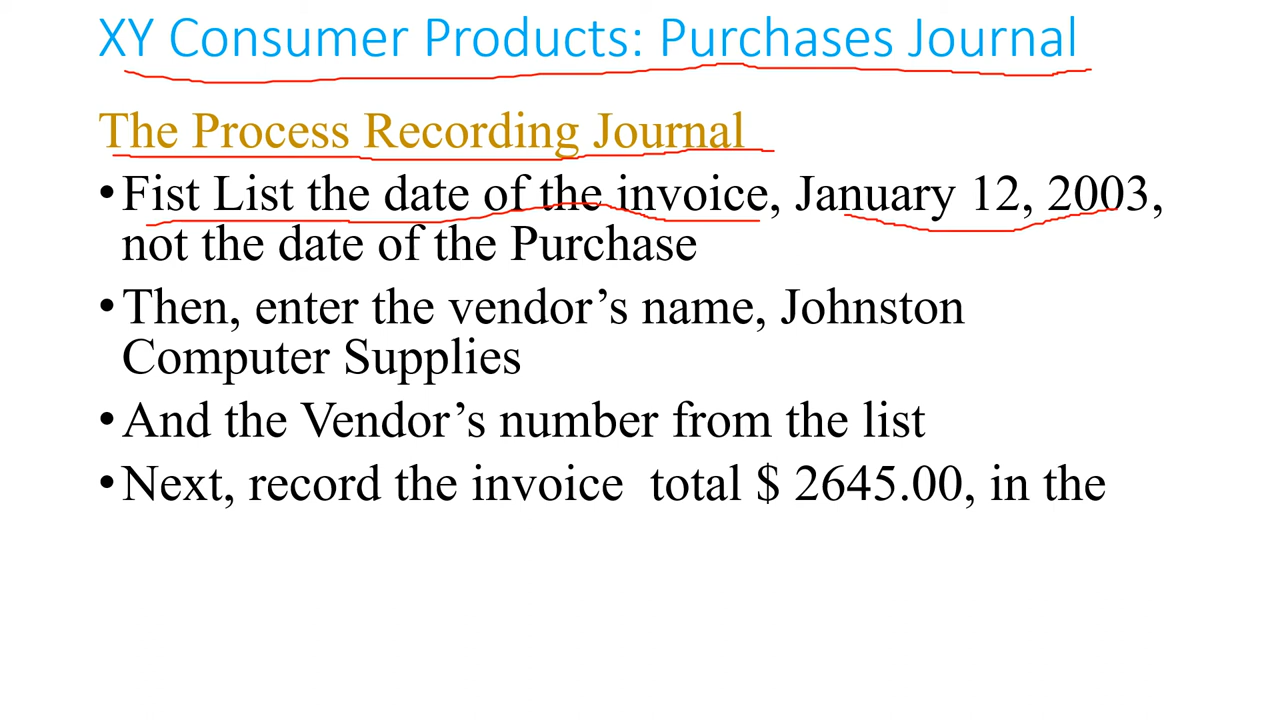 XY Consumer Products: Purchases Journal
The Process Recording Journal
•Fist List the date of the invoice, January 12, 2003,
not the date of the Purchase
•Then, enter the vendor’s name, Johnston
Computer Supplies
•And the Vendor’s number from the list
•Next, record the invoice  total $ 2645.00, in the